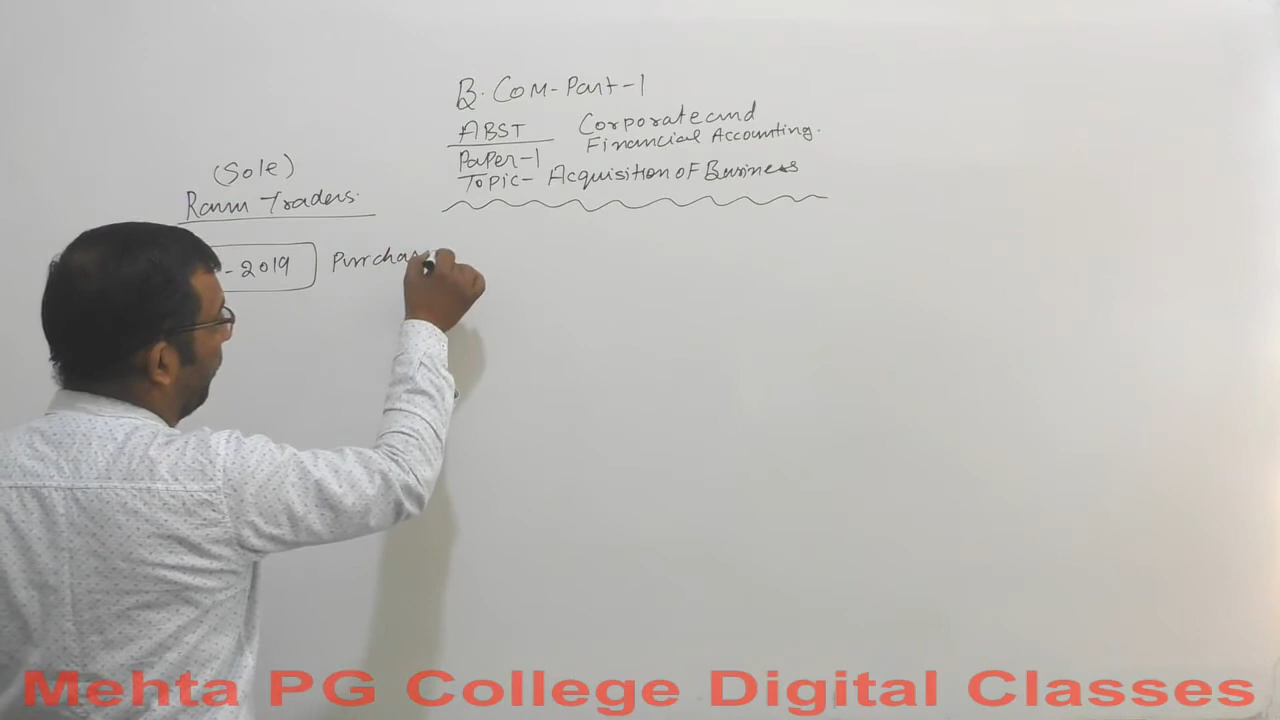 B. Com - Part - 1
ABST Corporate and
Financial Accounting.
Paper - 1
Topic - Acquisition of Business
(Sole)
Ram Traders.
- 2019
Purchas
Mehta PG College Digital Classes